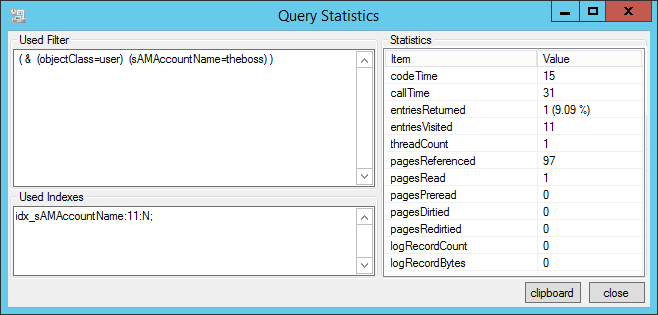 Query Statistics
Used Filter
( & (objectClass=user) (sAMAccountName=theboss) )
Used Indexes
idx_sAMAccountName:11:N;
Statistics
Item Value
codeTime 15
callTime 31
entriesReturned 1 (9.09 %)
entriesVisited 11
threadCount 1
pagesReferenced 97
pagesRead 1
pagesPreread 0
pagesDirtied 0
pagesRedirtied 0
logRecordCount 0
logRecordBytes 0
clipboard close